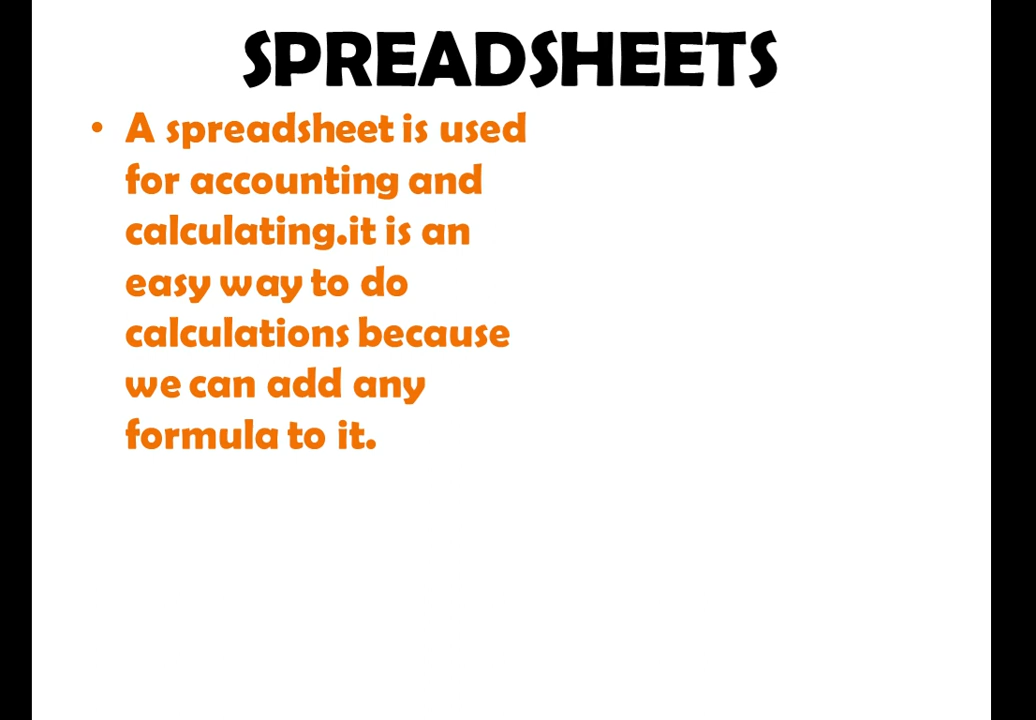 SPREADSHEETS
• A spreadsheet is used
for accounting and
calculating.it is an
easy way to do
calculations because
we can add any
formula to it.